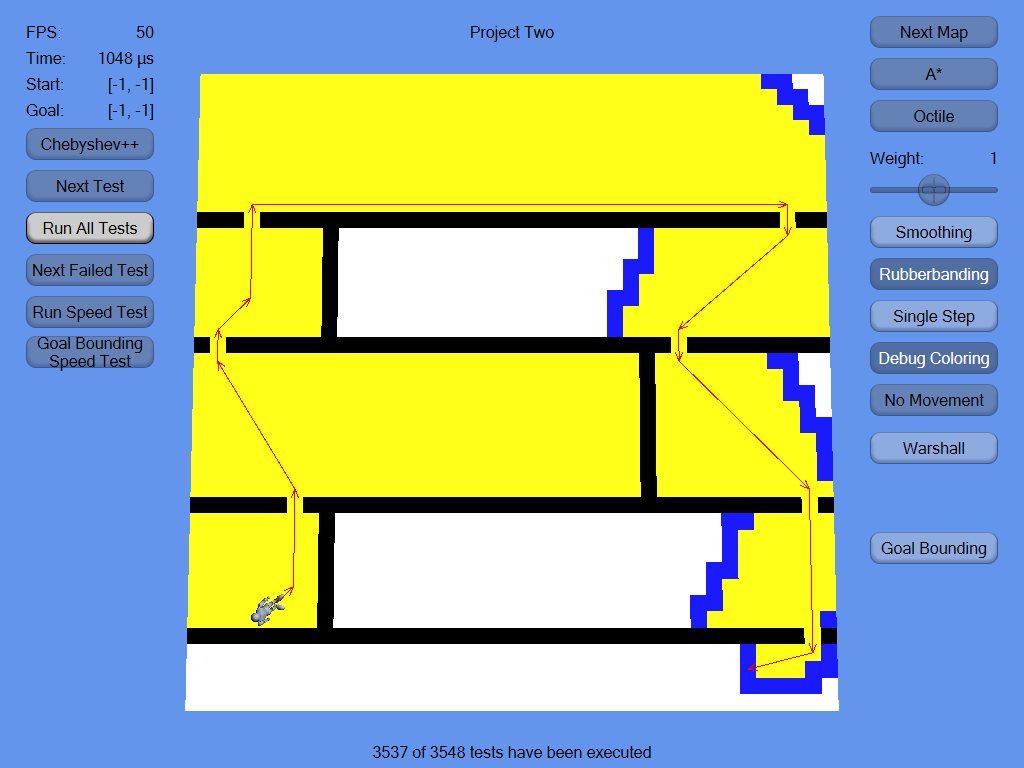 FPS: 50
Time: 1048 µs
Start: [-1, -1]
Goal: [-1, -1]
Chebyshev++
Next Test
Run All Tests
Next Failed Test
Run Speed Test
Goal Bounding
Speed Test
Project Two
Next Map
A*
Octile
Weight: 1
Smoothing
Rubberbanding
Single Step
Debug Coloring
No Movement
Warshall
Goal Bounding
3537 of 3548 tests have been executed